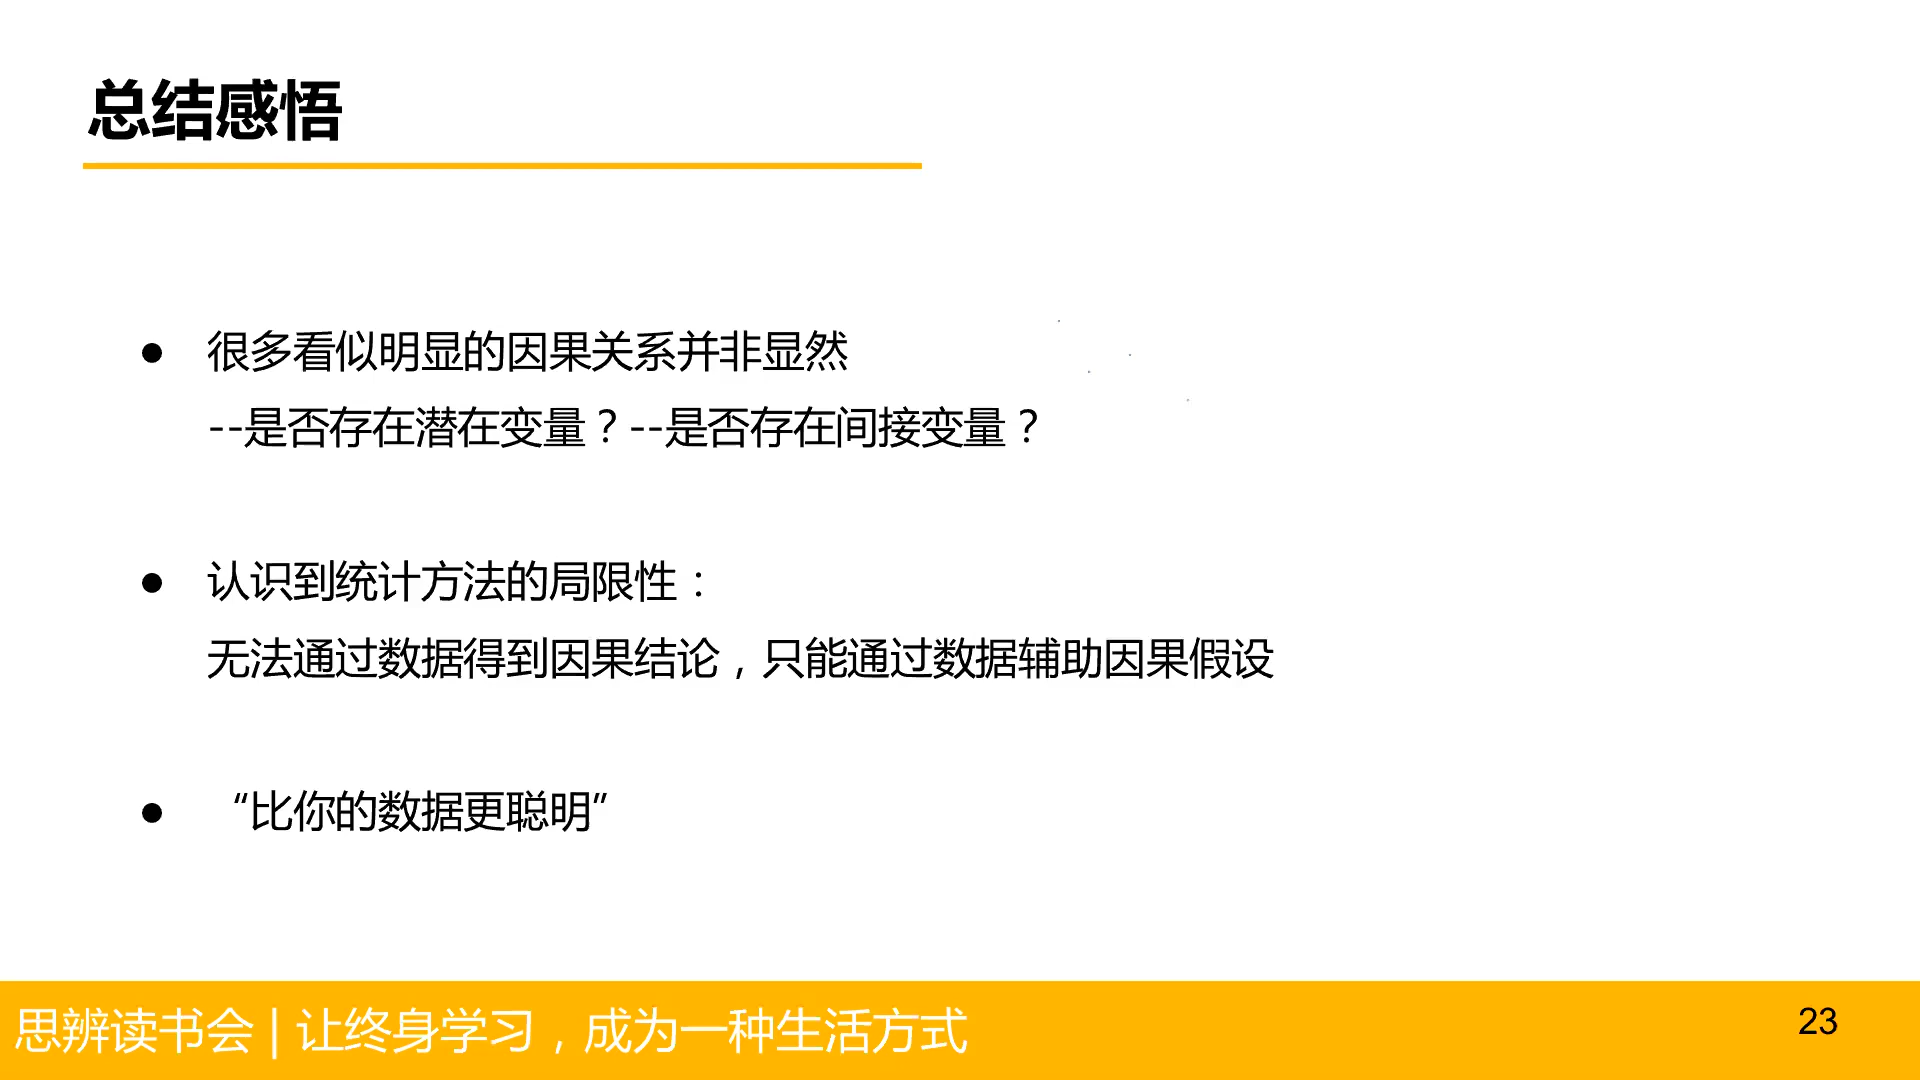 总结感悟
● 很多看似明显的因果关系并非显然
--是否存在潜在变量？--是否存在间接变量？
● 认识到统计方法的局限性：
无法通过数据得到因果结论，只能通过数据辅助因果假设
● “比你的数据更聪明”
思辨读书会 | 让终身学习，成为一种生活方式
23